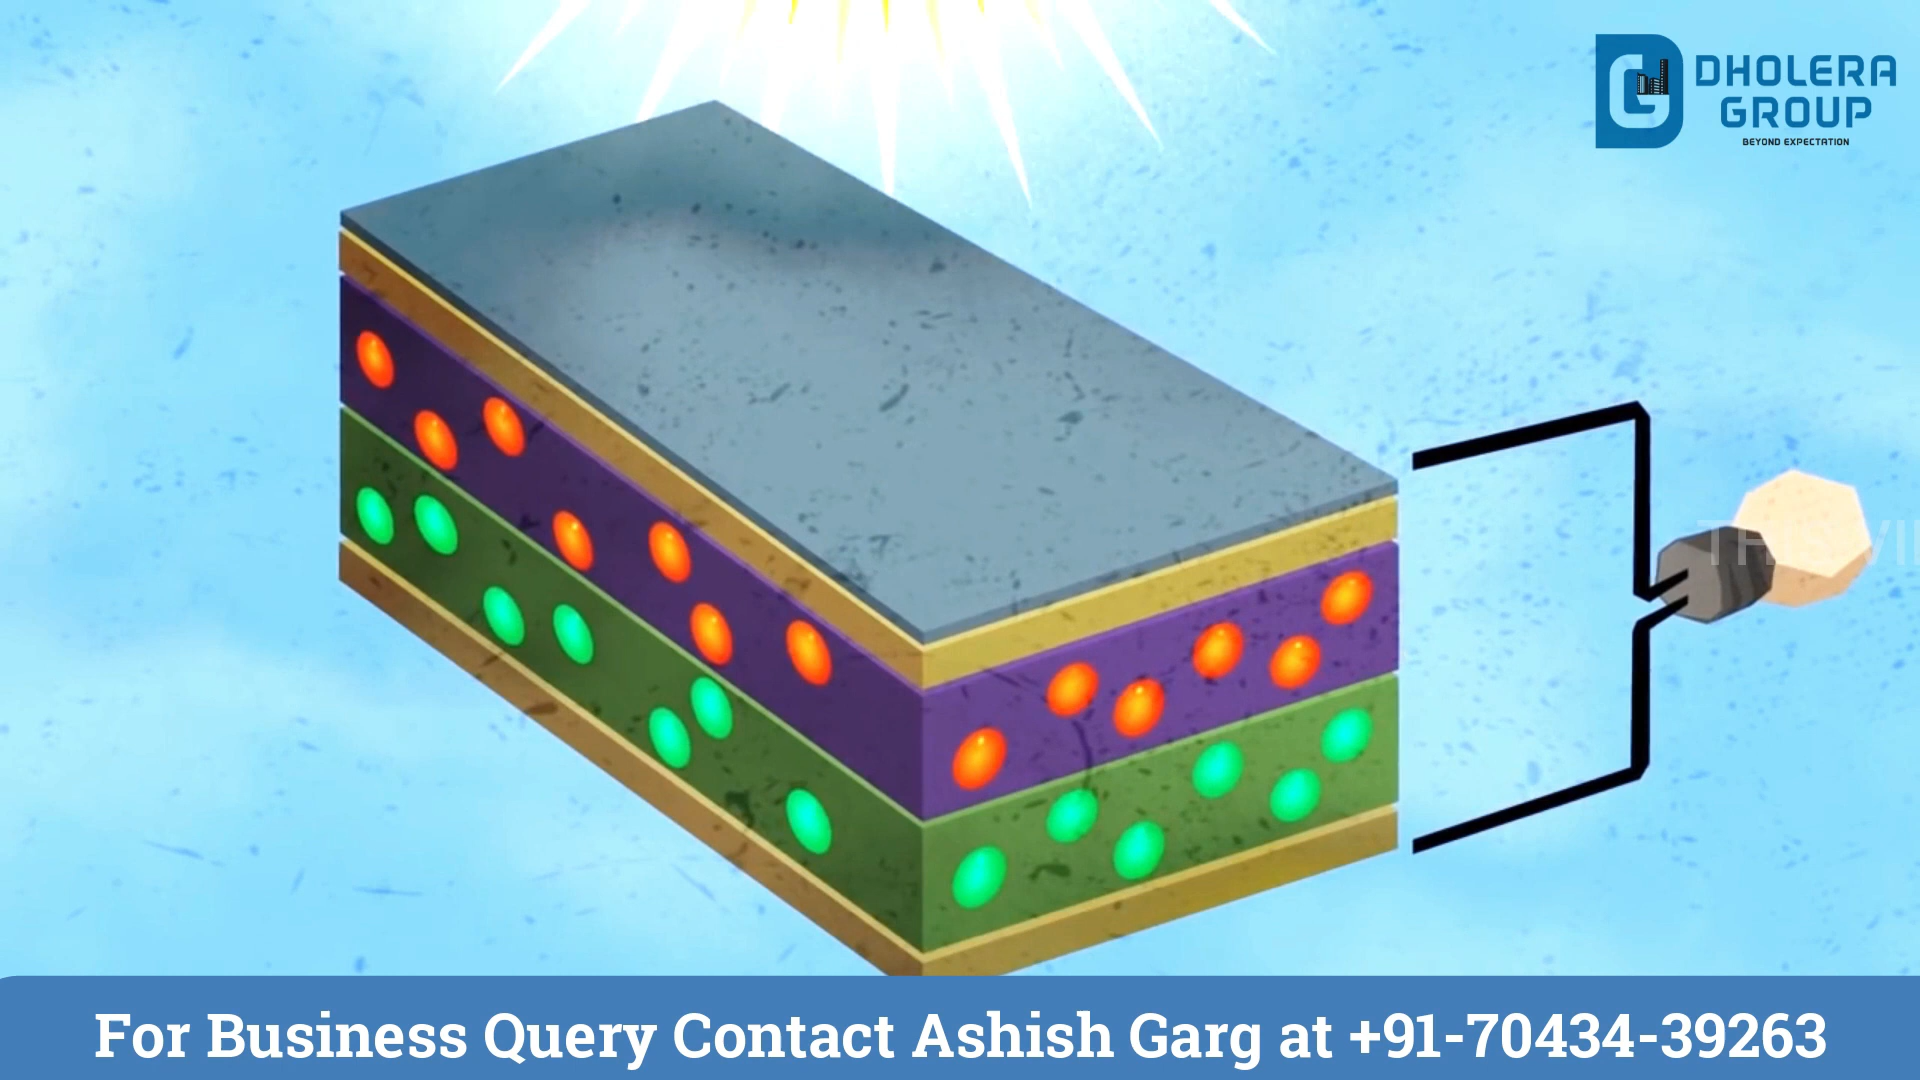 DHOLERA
GROUP
BEYOND EXPECTATION
For Business Query Contact Ashish Garg at +91-70434-39263